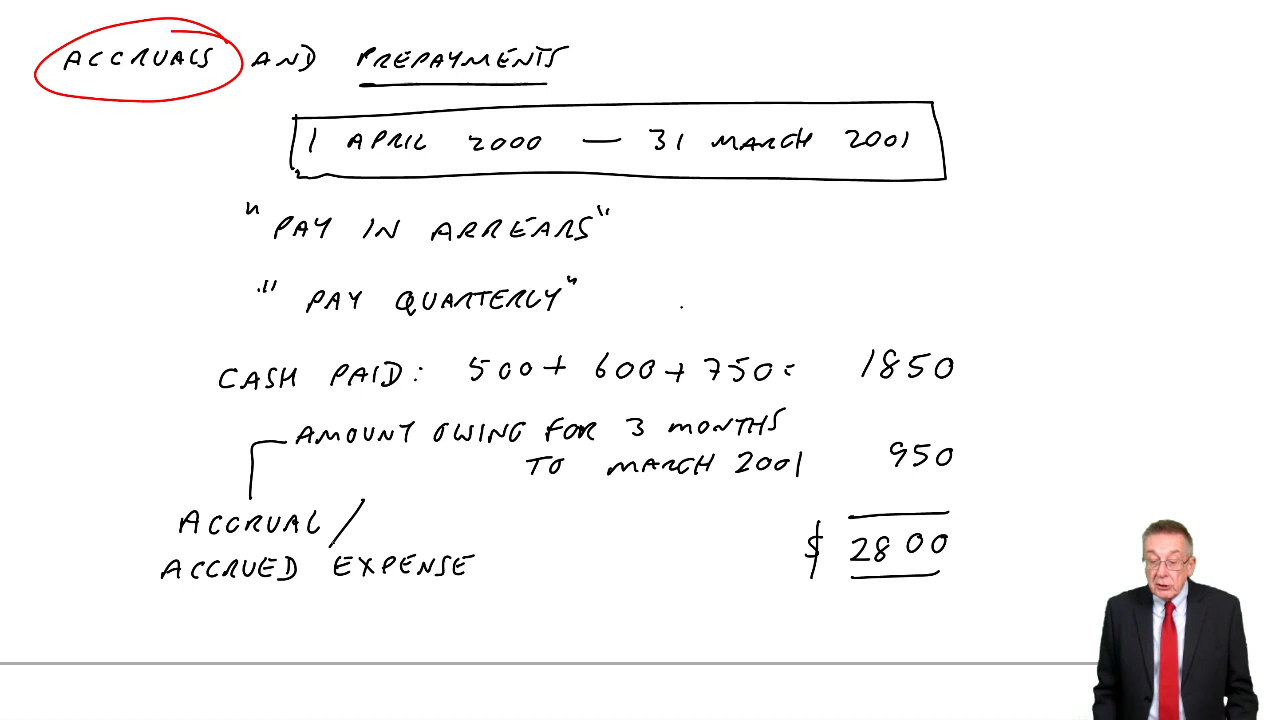 ACCRUALS AND PREPAYMENTS
1 APRIL 2000 — 31 MARCH 2001
"PAY IN ARREARS"
"PAY QUARTERLY"
CASH PAID: 500 + 600 + 750 = 1850
AMOUNT OWING FOR 3 MONTHS
TO MARCH 2001 950
ACCRUAL /
ACCRUED EXPENSE
$ 2800